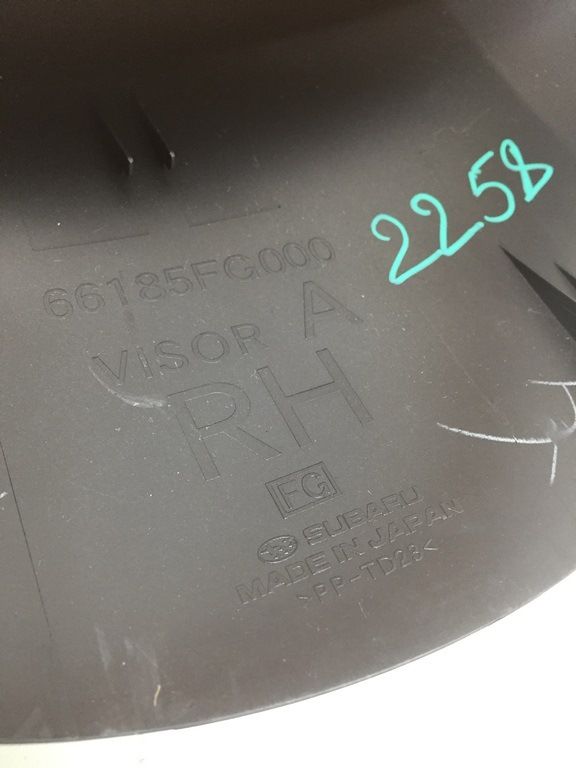 2258
66185FG000
VISOR A
RH
FG
SUBARU
MADE IN JAPAN
>PP-TD28<